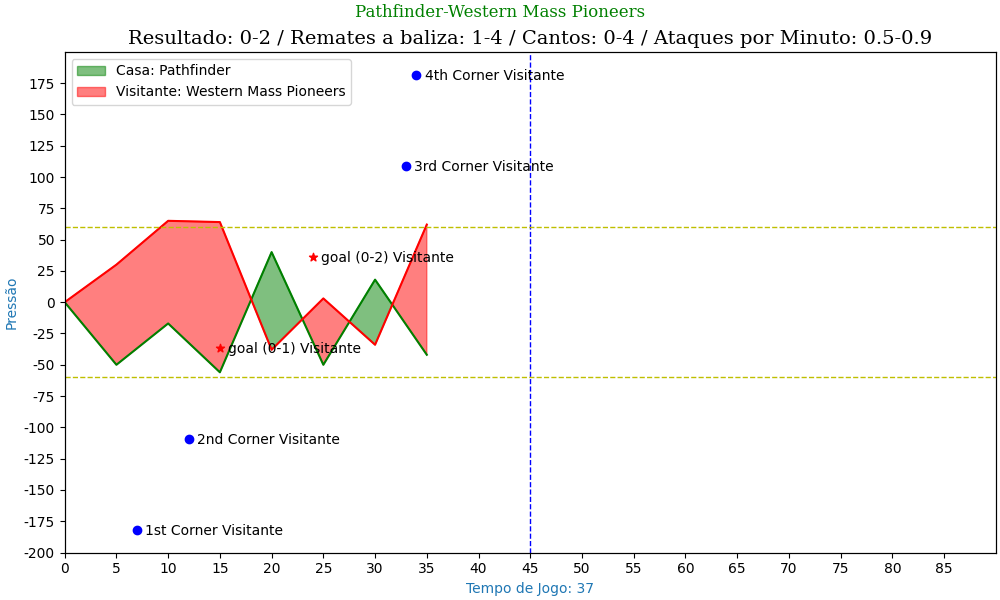 Pathfinder-Western Mass Pioneers
Resultado: 0-2 / Remates a baliza: 1-4 / Cantos: 0-4 / Ataques por Minuto: 0.5-0.9
Casa: Pathfinder
Visitante: Western Mass Pioneers
4th Corner Visitante
3rd Corner Visitante
goal (0-2) Visitante
goal (0-1) Visitante
2nd Corner Visitante
1st Corner Visitante
Pressão
175
150
125
100
75
50
25
0
-25
-50
-75
-100
-125
-150
-175
-200
0 5 10 15 20 25 30 35 40 45 50 55 60 65 70 75 80 85
Tempo de Jogo: 37